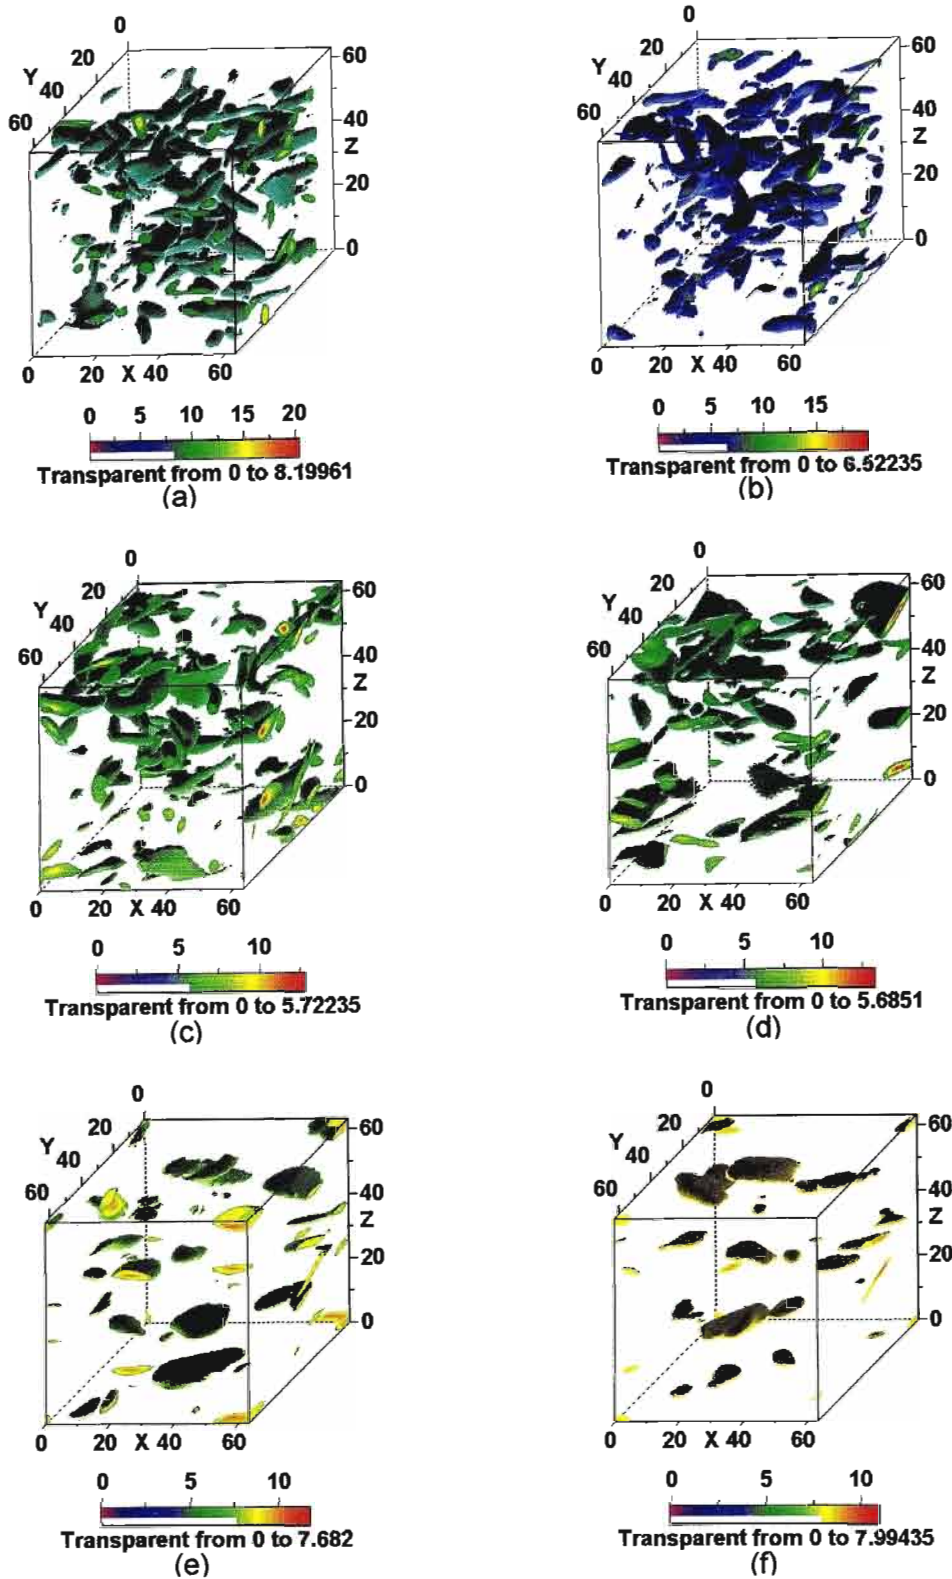 0
20
Y 40
60
60
40
Z
20
0
0 20 X 40 60
0 5 10 15 20
Transparent from 0 to 8.19961
(a)
0
20
Y 40
60
60
40
Z
20
0
0 20 X 40 60
0 5 10 15
Transparent from 0 to 6.52235
(b)
0
20
Y 40
60
60
40
Z
20
0
0 20 X 40 60
0 5 10
Transparent from 0 to 5.72235
(c)
0
20
Y 40
60
60
40
Z
20
0
0 20 X 40 60
0 5 10
Transparent from 0 to 5.6851
(d)
0
20
Y 40
60
60
40
Z
20
0
0 20 X 40 60
0 5 10
Transparent from 0 to 7.682
(e)
0
20
Y 40
60
60
40
Z
20
0
0 20 X 40 60
0 5 10
Transparent from 0 to 7.99435
(f)